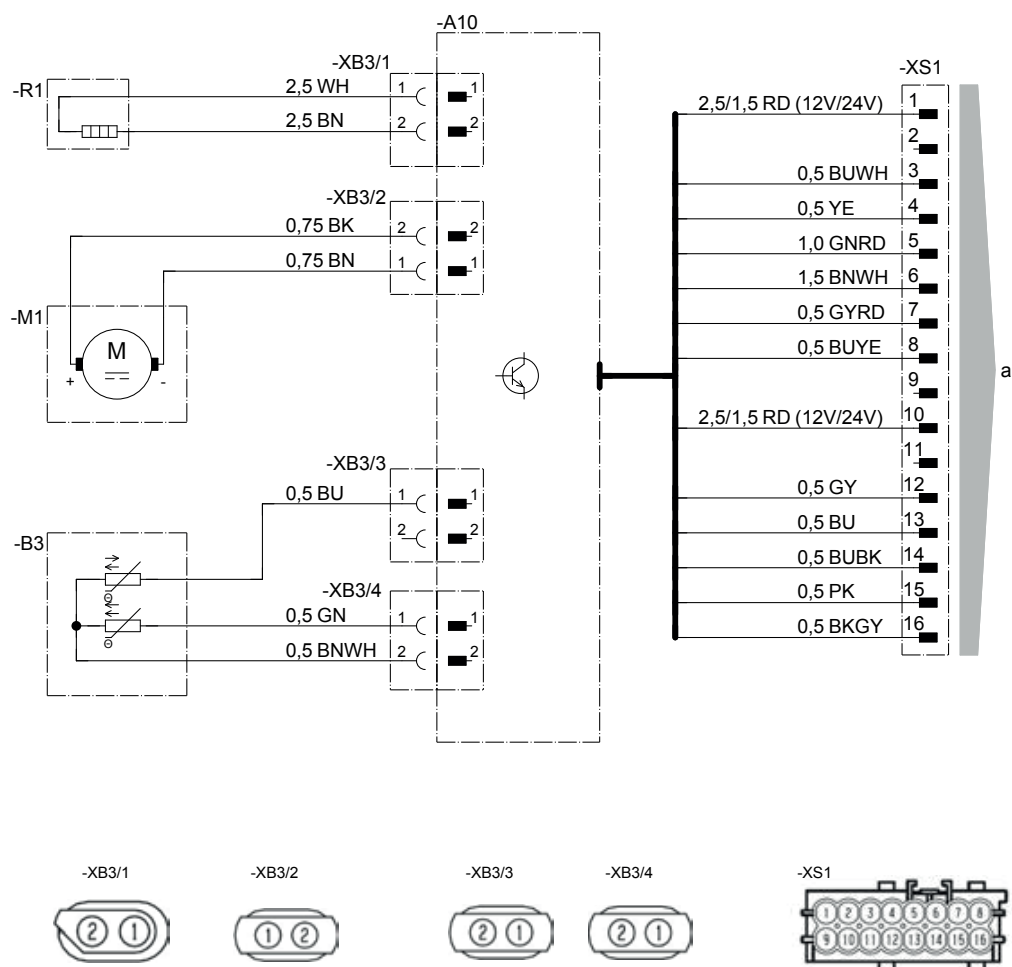 -A10
-XB3/1
-R1
2,5 WH
1
1
2,5 BN
2
2
-XB3/2
0,75 BK
2
2
0,75 BN
1
1
-M1
M
+
-
-XB3/3
0,5 BU
1
1
2
2
-B3
-XB3/4
0,5 GN
1
1
0,5 BNWH
2
2
-XS1
2,5/1,5 RD (12V/24V)
1
2
0,5 BUWH
3
0,5 YE
4
1,0 GNRD
5
1,5 BNWH
6
0,5 GYRD
7
0,5 BUYE
8
a
9
2,5/1,5 RD (12V/24V)
10
11
0,5 GY
12
0,5 BU
13
0,5 BUBK
14
0,5 PK
15
0,5 BKGY
16
-XB3/1
-XB3/2
-XB3/3
-XB3/4
-XS1
2 1
1 2
2 1
2 1
1 2 3 4 5 6 7 8
9 10 11 12 13 14 15 16